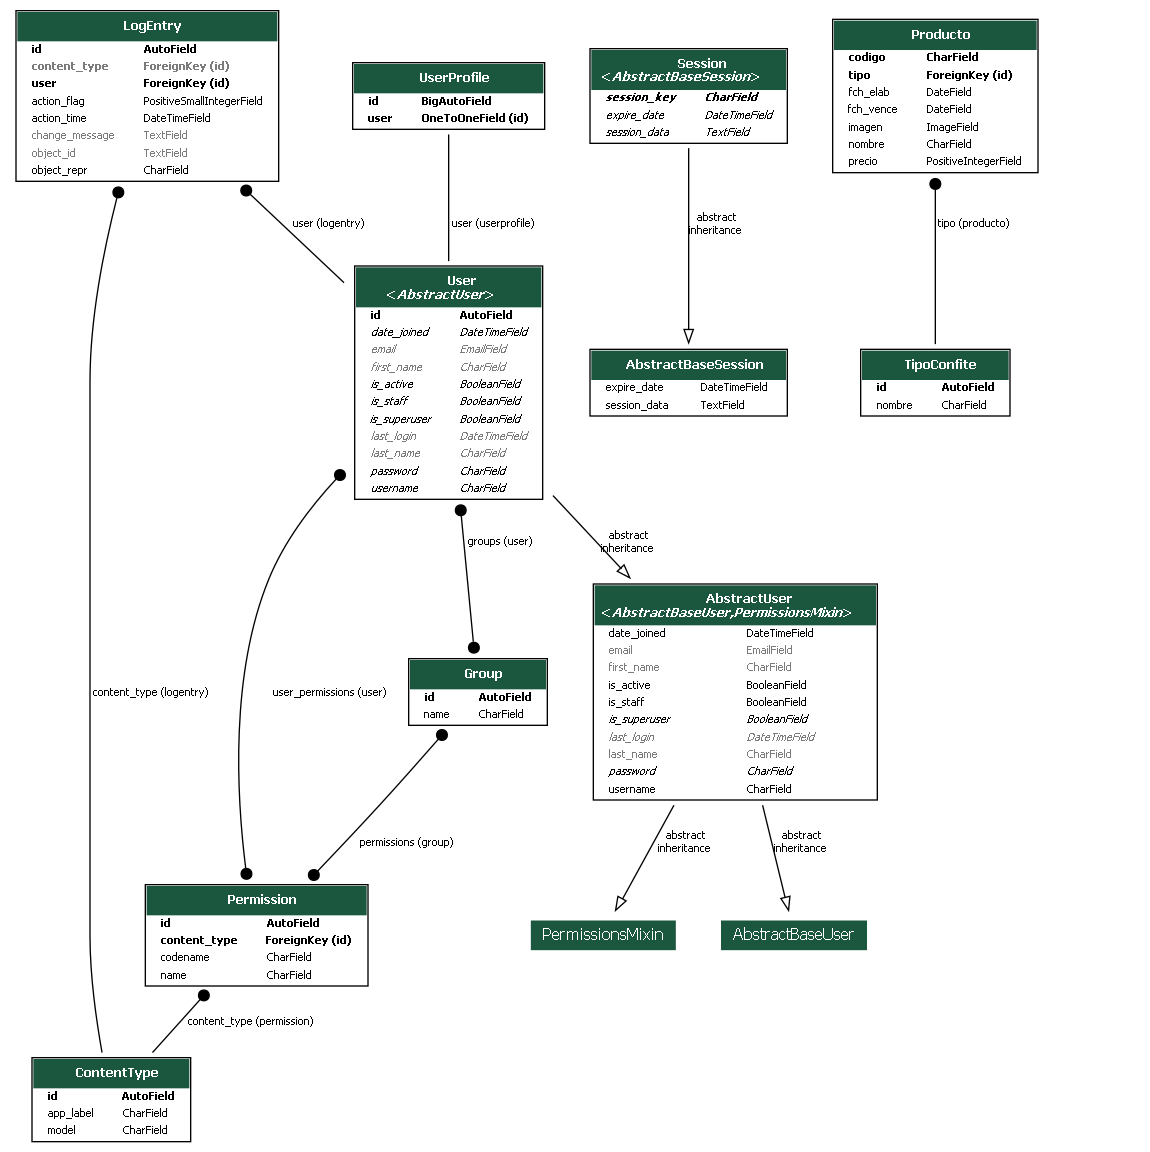 LogEntry
id AutoField
content_type ForeignKey (id)
user ForeignKey (id)
action_flag PositiveSmallIntegerField
action_time DateTimeField
change_message TextField
object_id TextField
object_repr CharField
UserProfile
id BigAutoField
user OneToOneField (id)
Session
<AbstractBaseSession>
session_key CharField
expire_date DateTimeField
session_data TextField
Producto
codigo CharField
tipo ForeignKey (id)
fch_elab DateField
fch_vence DateField
imagen ImageField
nombre CharField
precio PositiveIntegerField
user (logentry)
user (userprofile)
abstract
inheritance
tipo (producto)
User
<AbstractUser>
id AutoField
date_joined DateTimeField
email EmailField
first_name CharField
is_active BooleanField
is_staff BooleanField
is_superuser BooleanField
last_login DateTimeField
last_name CharField
password CharField
username CharField
AbstractBaseSession
expire_date DateTimeField
session_data TextField
TipoConfite
id AutoField
nombre CharField
groups (user)
abstract
inheritance
AbstractUser
<AbstractBaseUser,PermissionsMixin>
date_joined DateTimeField
email EmailField
first_name CharField
is_active BooleanField
is_staff BooleanField
is_superuser BooleanField
last_login DateTimeField
last_name CharField
password CharField
username CharField
content_type (logentry)
user_permissions (user)
Group
id AutoField
name CharField
permissions (group)
abstract
inheritance
abstract
inheritance
PermissionsMixin
AbstractBaseUser
Permission
id AutoField
content_type ForeignKey (id)
codename CharField
name CharField
content_type (permission)
ContentType
id AutoField
app_label CharField
model CharField